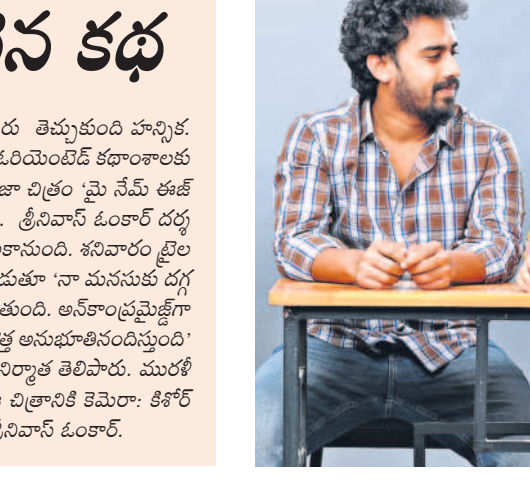 కథ
తెచ్చుకుంది హన్సిక.
ఓరియెంటెడ్ కథాంశాలకు
చిత్రం ‘మై నేమ్ ఈజ్
శ్రీనివాస్ ఓంకార్ దర్శ
శనివారం ట్రైల
‘నా మనసుకు దగ్గ
అన్‌కాంప్రమైజ్డ్‌గా
అనుభూతినందిస్తుంది’
నిర్మాత తెలిపారు. మురళీ
చిత్రానికి కెమెరా: కిశోర్
ఓంకార్.